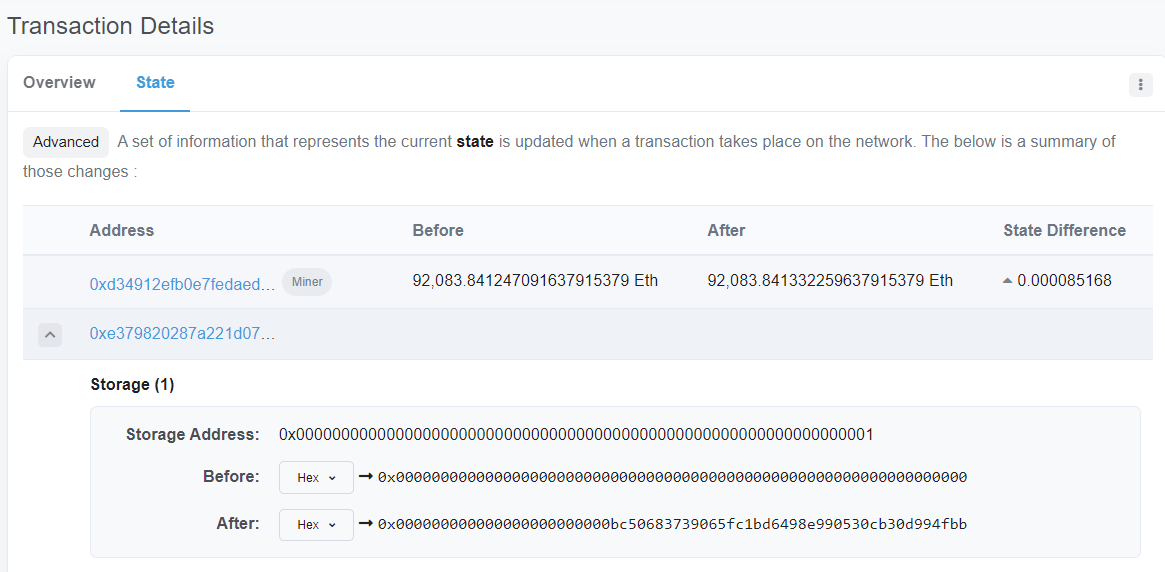 Transaction Details
Overview State
Advanced A set of information that represents the current state is updated when a transaction takes place on the network. The below is a summary of
those changes :
Address Before After State Difference
0xd34912efb0e7fedaed... Miner 92,083.841247091637915379 Eth 92,083.841332259637915379 Eth 0.000085168
0xe379820287a221d07...
Storage (1)
Storage Address: 0x0000000000000000000000000000000000000000000000000000000000000001
Before: Hex → 0x0000000000000000000000000000000000000000000000000000000000000000
After: Hex → 0x000000000000000000000000bc50683739065fc1bd6498e990530cb30d994fbb